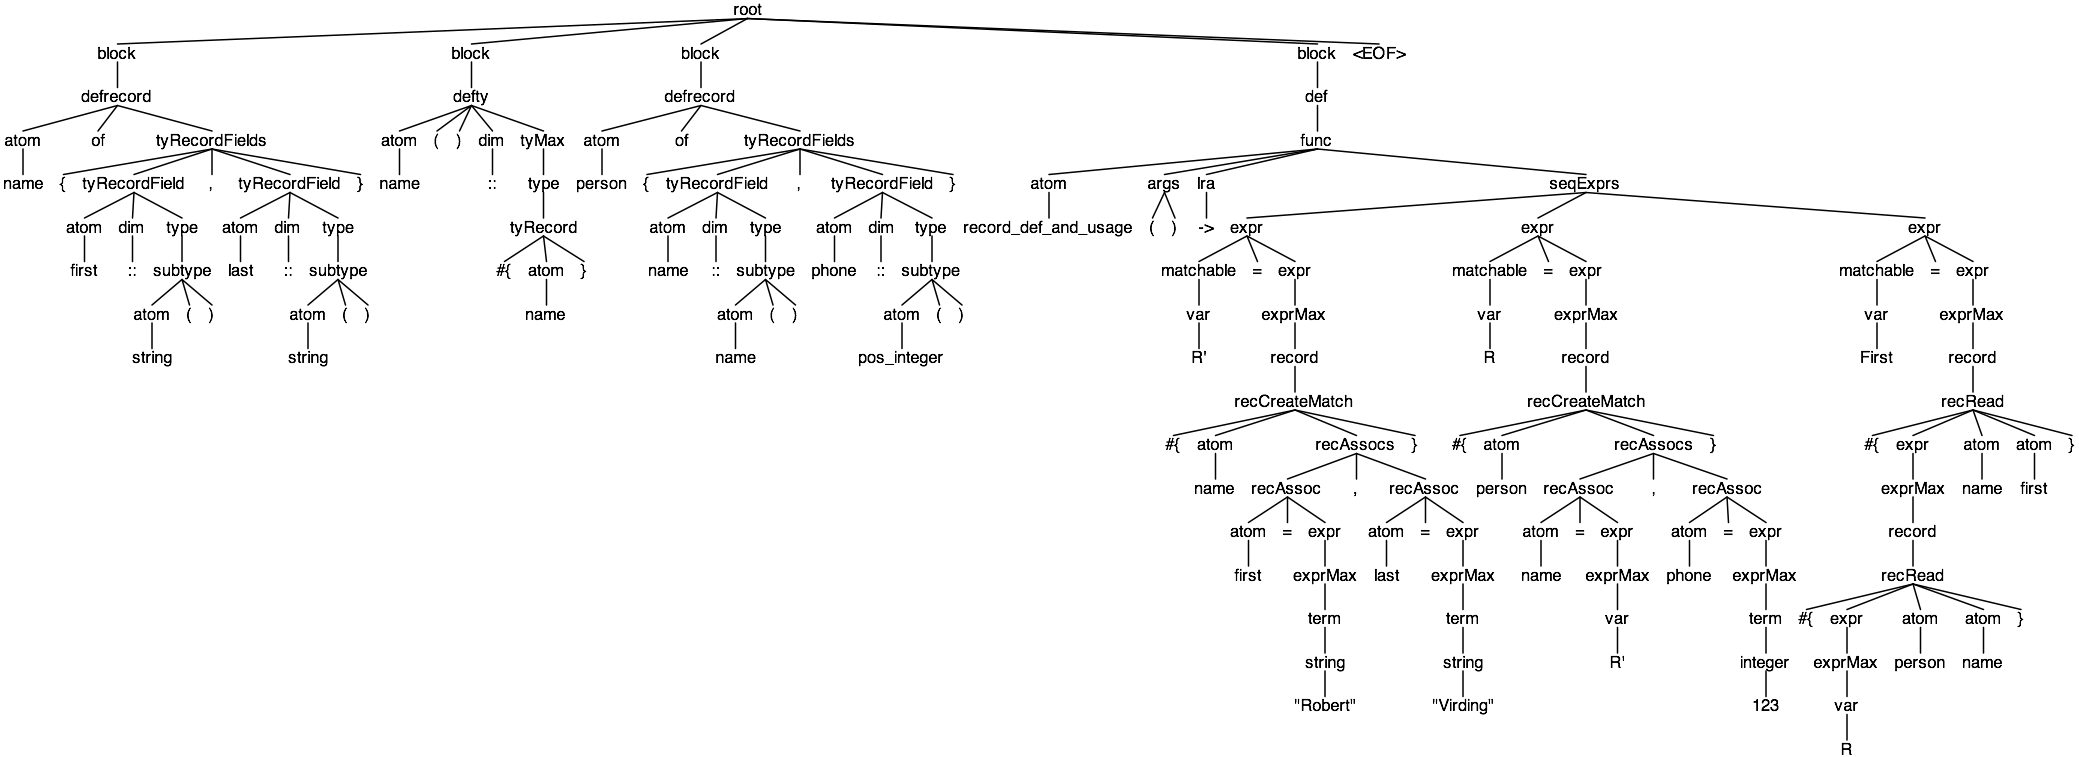 root
block block block block <EOF>
defrecord defty defrecord def
atom of tyRecordFields atom ( ) dim tyMax atom of tyRecordFields func
name { tyRecordField , tyRecordField } name :: type person { tyRecordField , tyRecordField } atom args lra seqExprs
atom dim type atom dim type tyRecord atom dim type atom dim type record_def_and_usage ( ) -> expr expr expr
first :: subtype last :: subtype #{ atom } name :: subtype phone :: subtype matchable = expr matchable = expr matchable = expr
atom ( ) atom ( ) name atom ( ) atom ( ) var exprMax var exprMax var exprMax
string string name pos_integer R' record R record First record
recCreateMatch recCreateMatch recRead
#{ atom recAssocs } #{ atom recAssocs } #{ expr atom atom }
name recAssoc , recAssoc person recAssoc , recAssoc exprMax name first
atom = expr atom = expr atom = expr atom = expr record
first exprMax last exprMax name exprMax phone exprMax recRead
term term var term #{ expr atom atom }
string string R' integer exprMax person name
"Robert" "Virding" 123 var
R